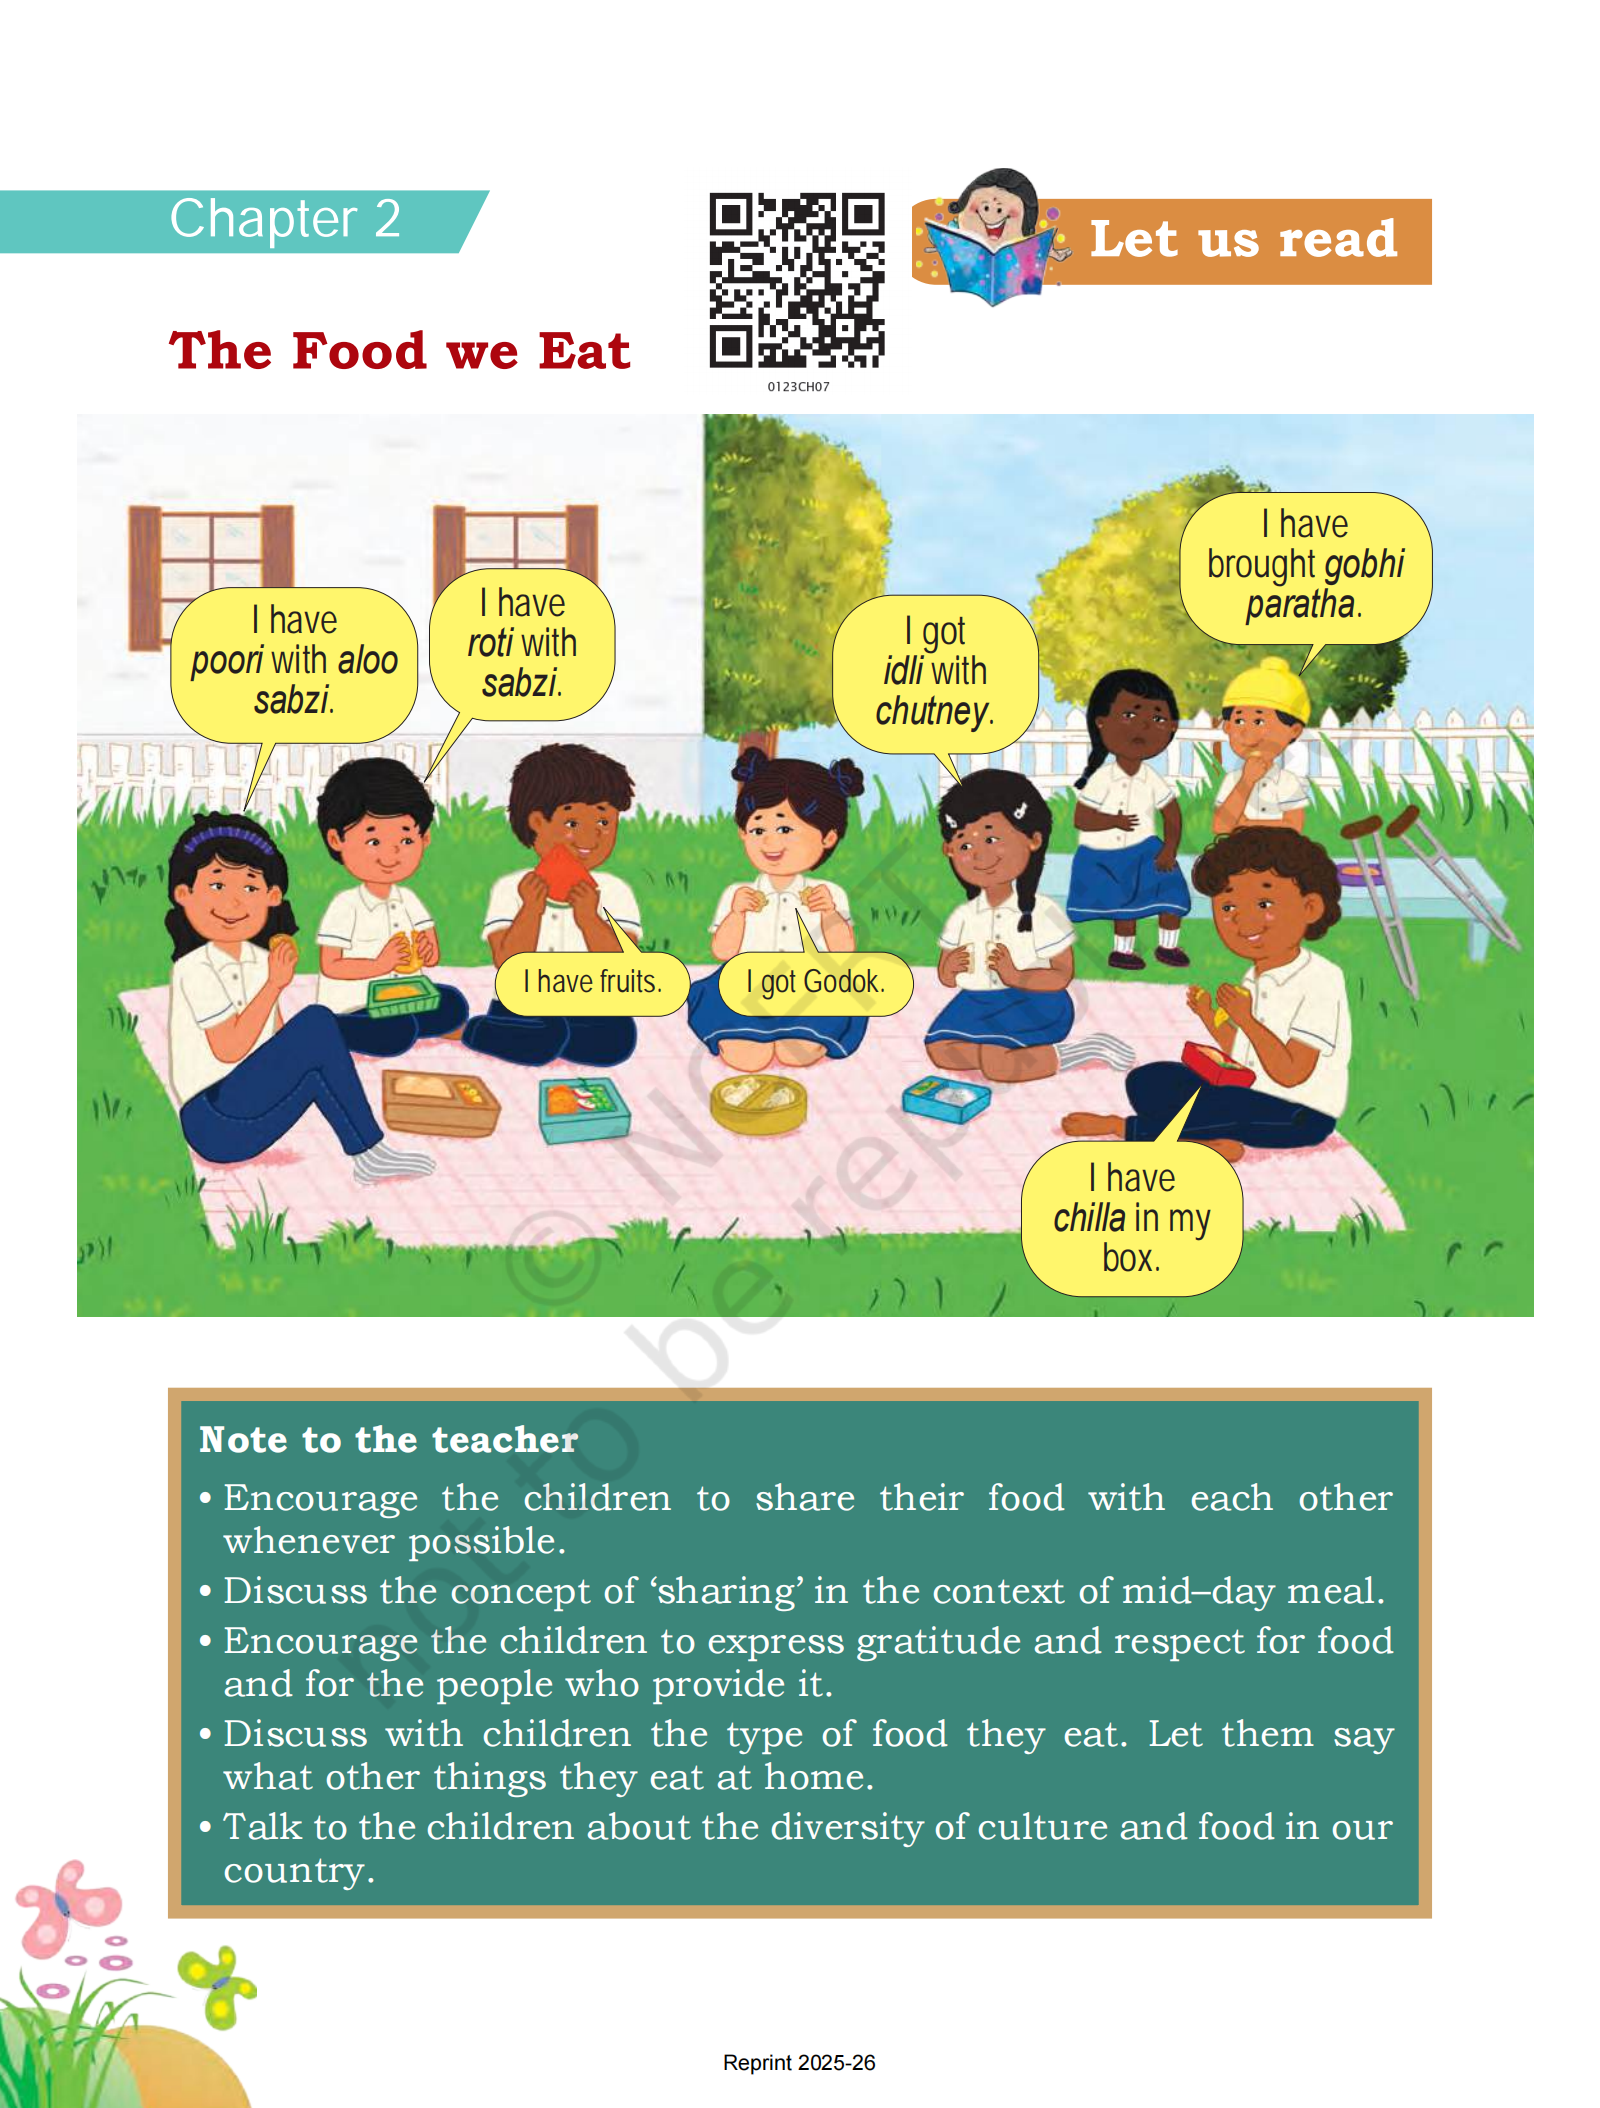 Chapter 2
Let us read
The Food we Eat
0123CH07
I have
brought gobhi
paratha.
I have
poori with aloo
sabzi.
I have
roti with
sabzi.
I got
idli with
chutney.
I have fruits.
I got Godok.
I have
chilla in my
box.
© NCERT
not to be republished
Note to the teacher
• Encourage the children to share their food with each other
whenever possible.
• Discuss the concept of ‘sharing’ in the context of mid–day meal.
• Encourage the children to express gratitude and respect for food
and for the people who provide it.
• Discuss with children the type of food they eat. Let them say
what other things they eat at home.
• Talk to the children about the diversity of culture and food in our
country.
Reprint 2025-26